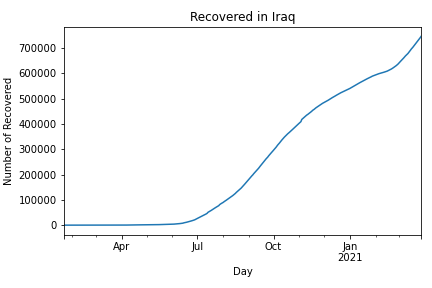 Recovered in Iraq
Number of Recovered
700000
600000
500000
400000
300000
200000
100000
0
Apr
Jul
Oct
Jan
2021
Day